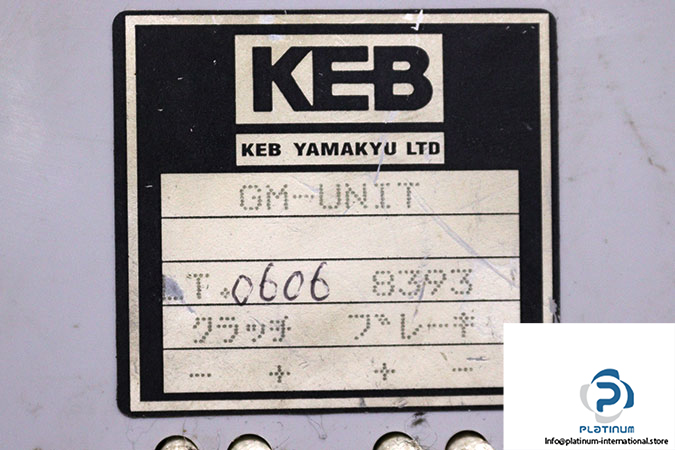 KEB
KEB YAMAKYU LTD
GM-UNIT
LT. 0606 8393
クラッチ ブレーキ
- + + -
P
PLATINUM
Info@platinum-international.store